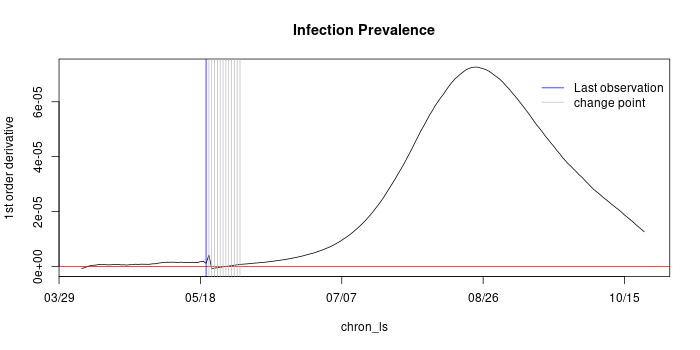 Infection Prevalence
1st order derivative
6e-05
4e-05
2e-05
0e+00
Last observation
change point
03/29 05/18 07/07 08/26 10/15
chron_ls